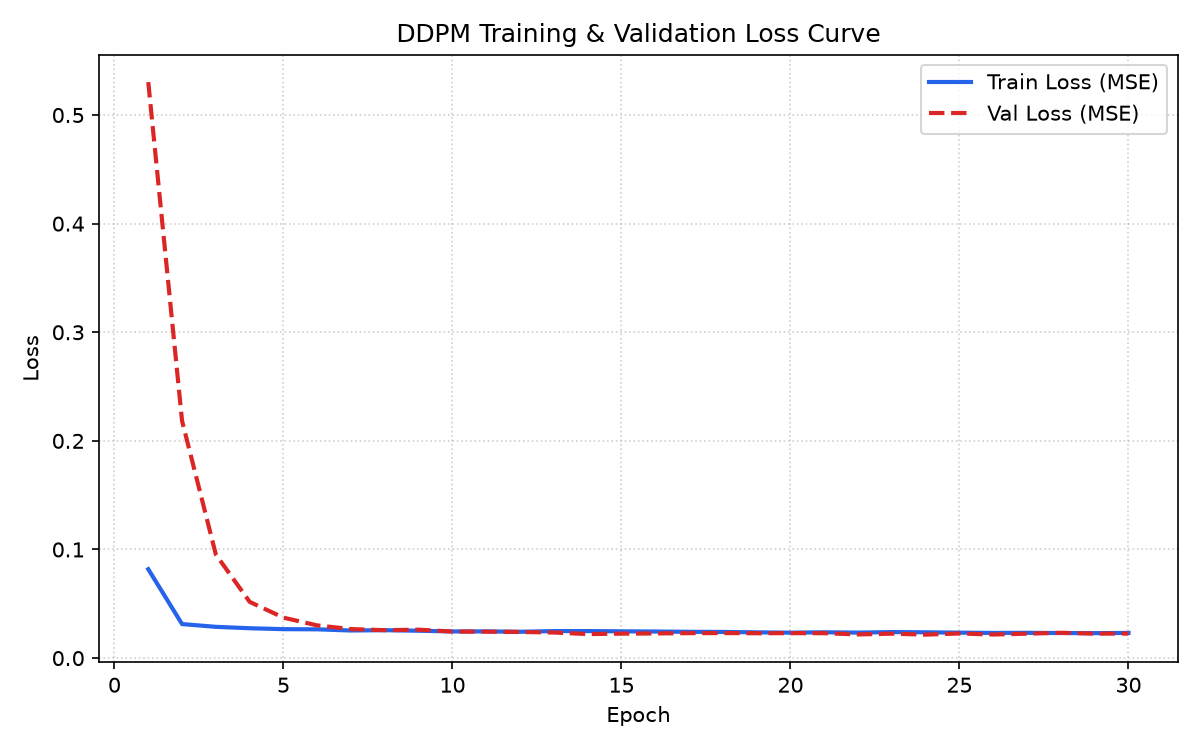 DDPM Training & Validation Loss Curve
Train Loss (MSE)
Val Loss (MSE)
Loss
0.5
0.4
0.3
0.2
0.1
0.0
0 5 10 15 20 25 30
Epoch